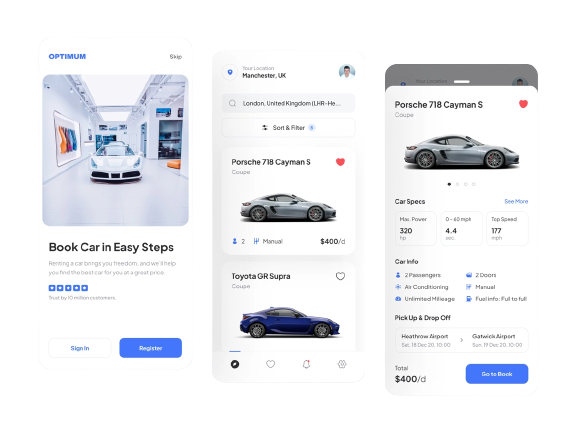 OPTIMUM
Skip
Book Car in Easy Steps
Renting a car brings you freedom, and we'll help
you find the best car for you at a great price.
Trust by 10 million customers
Sign In
Register
Your Location
Manchester, UK
London, United Kingdom (LHR-He...
Sort & Filter
Porsche 718 Cayman S
Coupe
2
Manual
$400/d
Toyota GR Supra
Coupe
Your Location
Porsche 718 Cayman S
Coupe
Car Specs
See More
Max. Power
320
hp
0-60 mph
4.4
sec.
Top Speed
177
mph
Car Info
2 Passengers
2 Doors
Air Conditioning
Manual
Unlimited Mileage
Fuel Info: Full to full
Pick Up & Drop Off
Heathrow Airport
Sat, 18 Dec 20, 10:00
Gatwick Airport
Sun, 19 Dec 20, 10:00
Total
$400/d
Go to Book